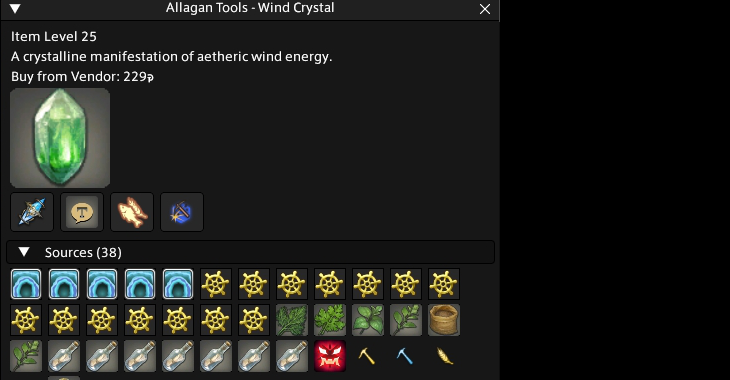 Allagan Tools - Wind Crystal
Item Level 25
A crystalline manifestation of aetheric wind energy.
Buy from Vendor: 229
T
Sources (38)